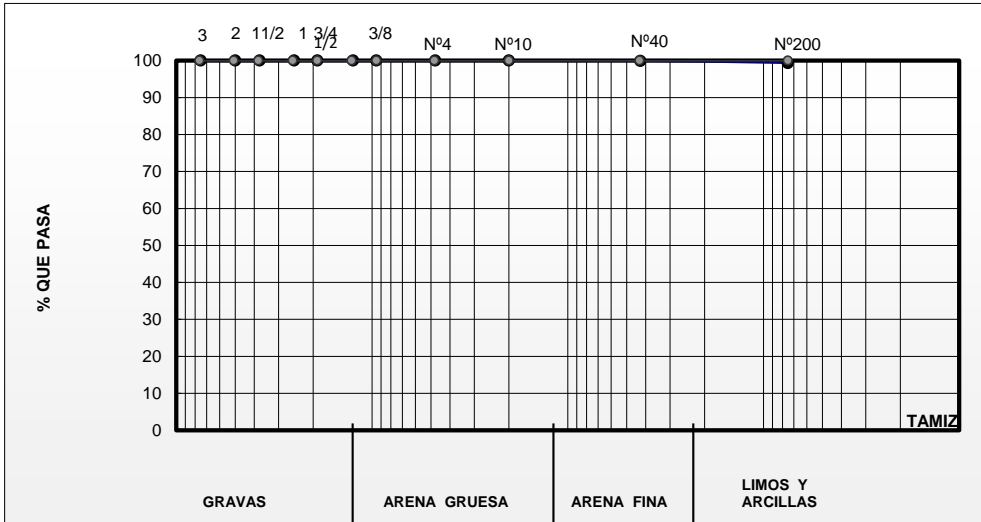 3 2 11/2 1 3/4 3/8
1/2
Nº4 Nº10 Nº40 Nº200
100
90
80
70
60
50
40
30
20
10
0
% QUE PASA
TAMIZ
GRAVAS
ARENA GRUESA
ARENA FINA
LIMOS Y
ARCILLAS